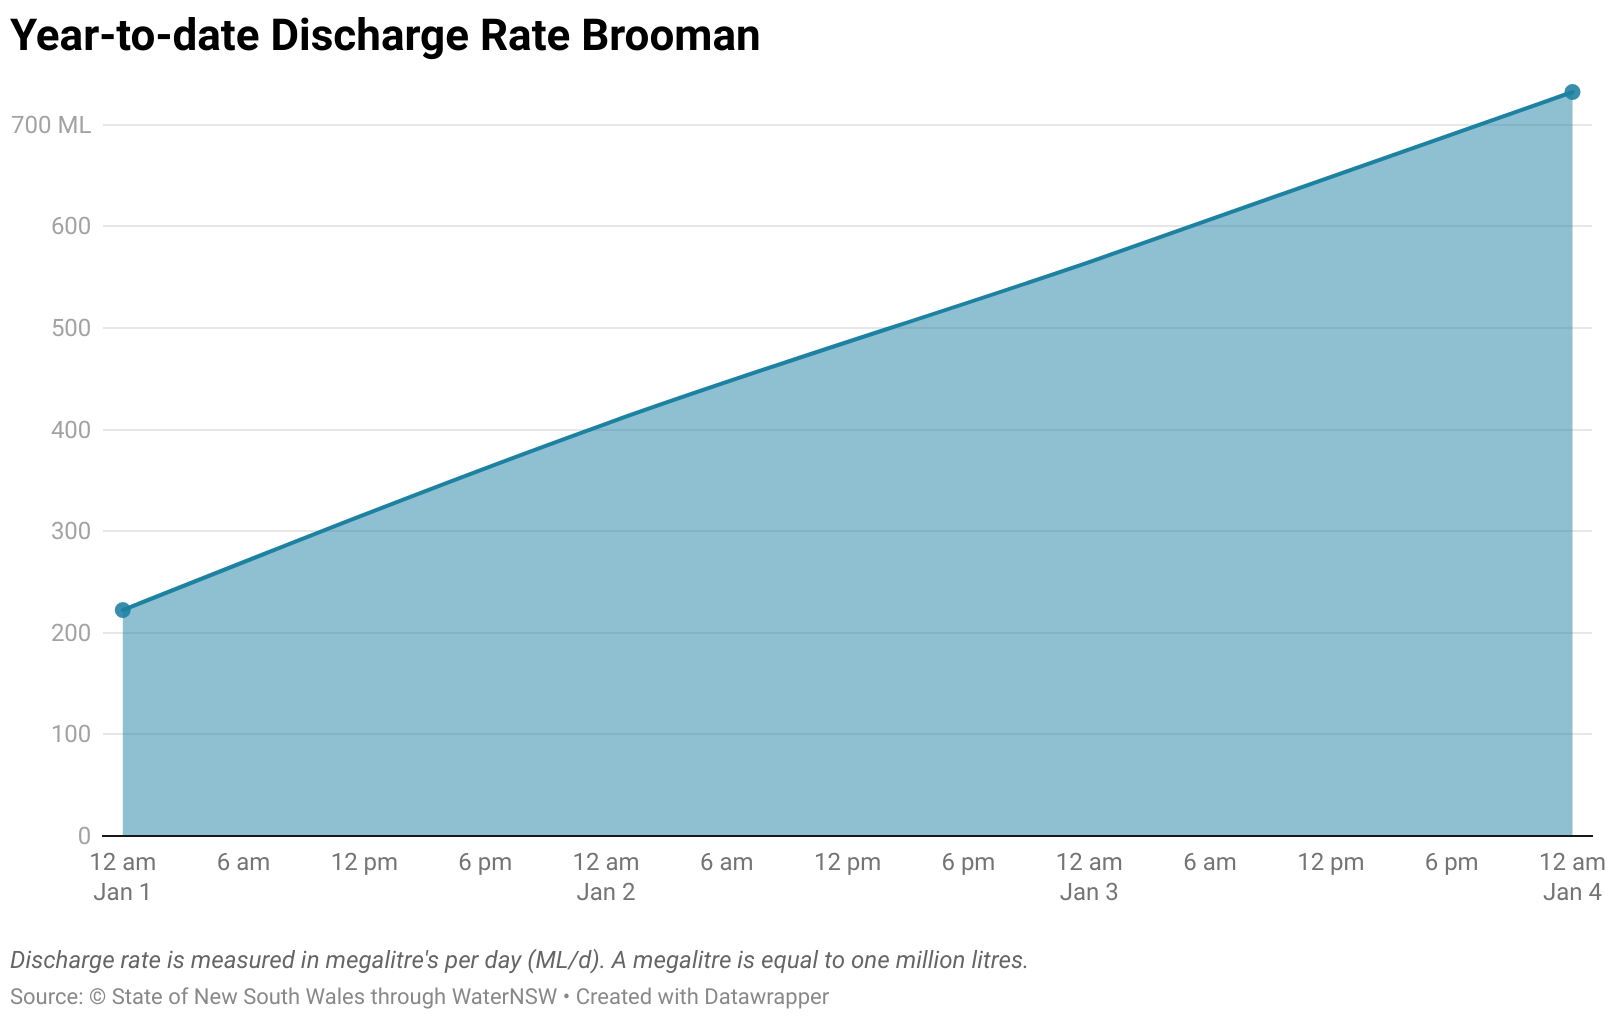 Year-to-date Discharge Rate Brooman
700 ML
600
500
400
300
200
100
0
12 am 6 am 12 pm 6 pm 12 am 6 am 12 pm 6 pm 12 am 6 am 12 pm 6 pm 12 am
Jan 1 Jan 2 Jan 3 Jan 4
Discharge rate is measured in megalitre's per day (ML/d). A megalitre is equal to one million litres.
Source: © State of New South Wales through WaterNSW • Created with Datawrapper